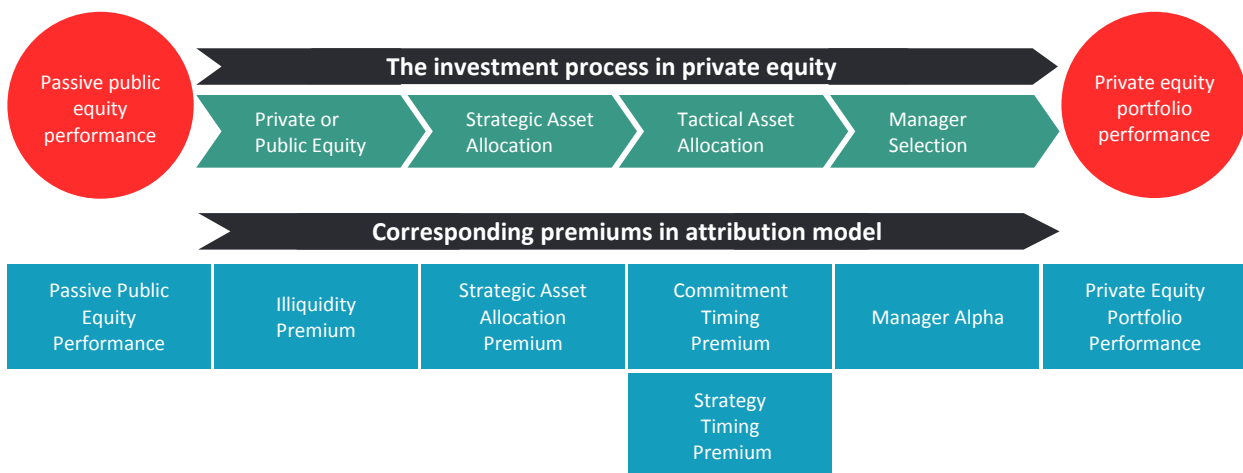 Passive public
equity
performance
The investment process in private equity
Private or
Public Equity
Strategic Asset
Allocation
Tactical Asset
Allocation
Manager
Selection
Private equity
portfolio
performance
Corresponding premiums in attribution model
Passive Public
Equity
Performance
Illiquidity
Premium
Strategic Asset
Allocation
Premium
Commitment
Timing
Premium
Manager Alpha
Private Equity
Portfolio
Performance
Strategy
Timing
Premium